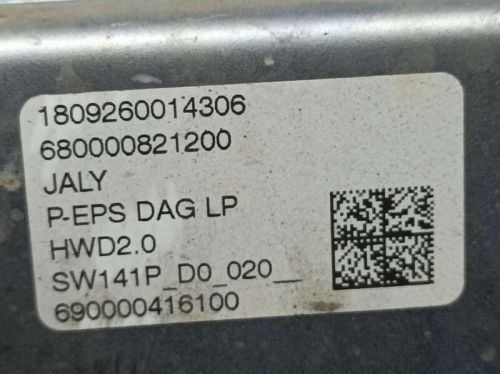 1809260014306
680000821200
JALY
P-EPS DAG LP
HWD2.0
SW141P_D0_020__
690000416100